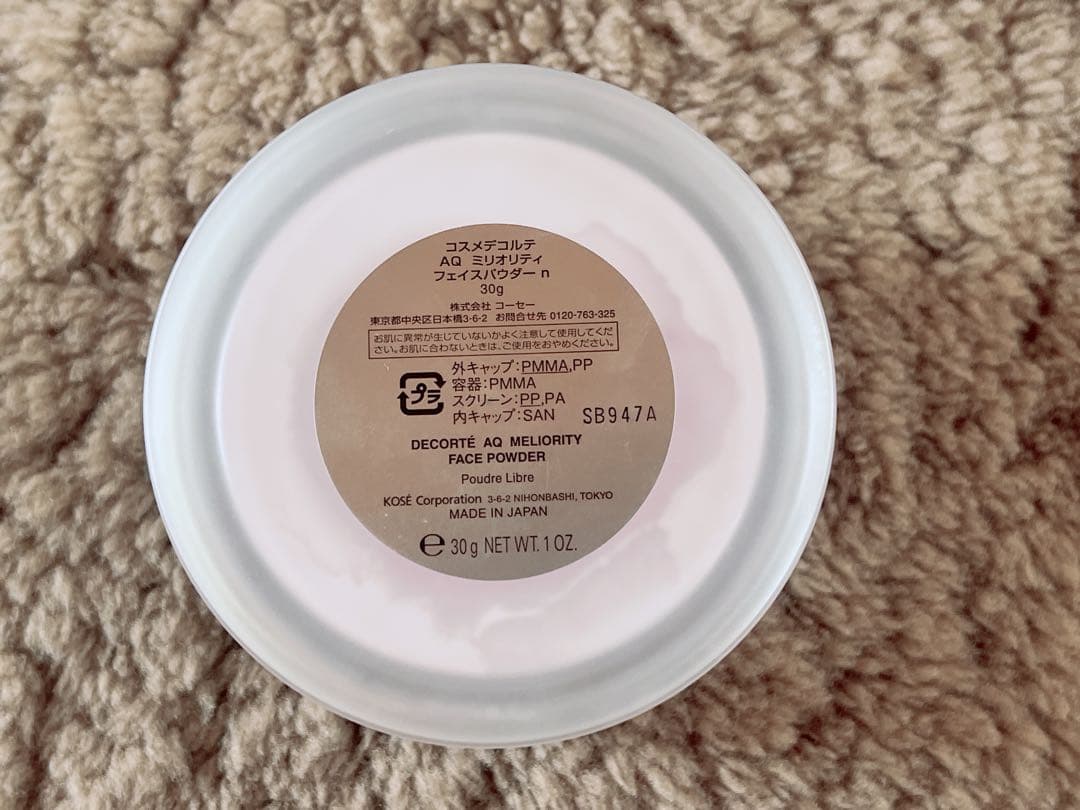 コスメデコルテ
AQ ミリオリティ
フェイスパウダー n
30g
株式会社 コーセー
東京都中央区日本橋3-6-2 お問合せ先 0120-763-325
お肌に異常が生じていないかよく注意して使用してくだ
さい。お肌に合わないときは、ご使用をおやめください。
外キャップ:PMMA,PP
プラ 容器:PMMA
スクリーン:PP,PA
内キャップ:SAN SB947A
DECORTÉ AQ MELIORITY
FACE POWDER
Poudre Libre
KOSÉ Corporation 3-6-2 NIHONBASHI, TOKYO
MADE IN JAPAN
℮ 30g NET WT. 1 OZ.